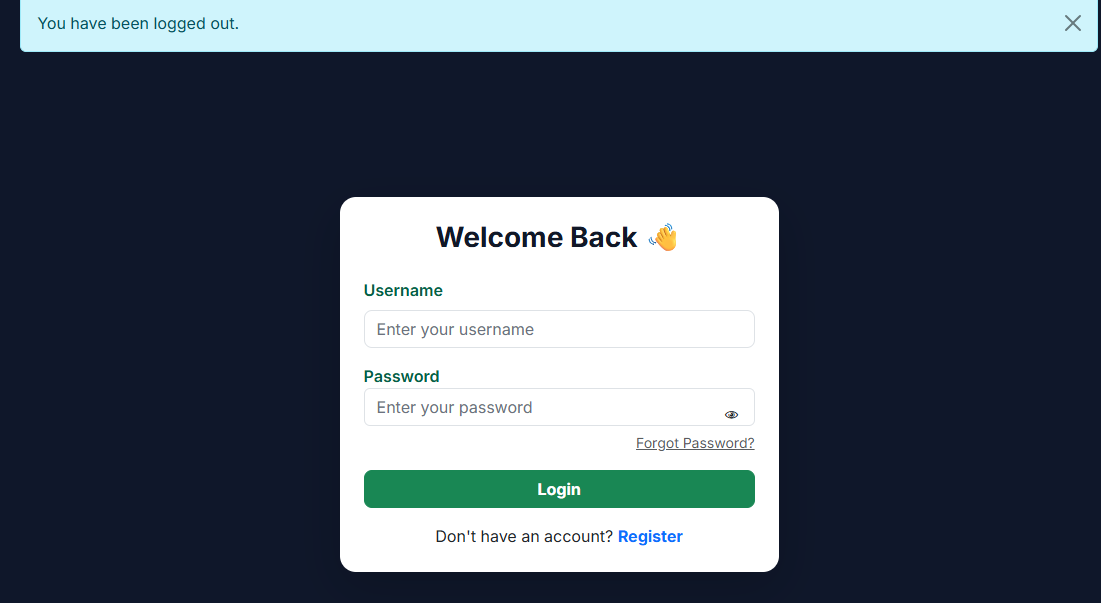 You have been logged out.
Welcome Back 👋
Username
Enter your username
Password
Enter your password
Forgot Password?
Login
Don't have an account? Register